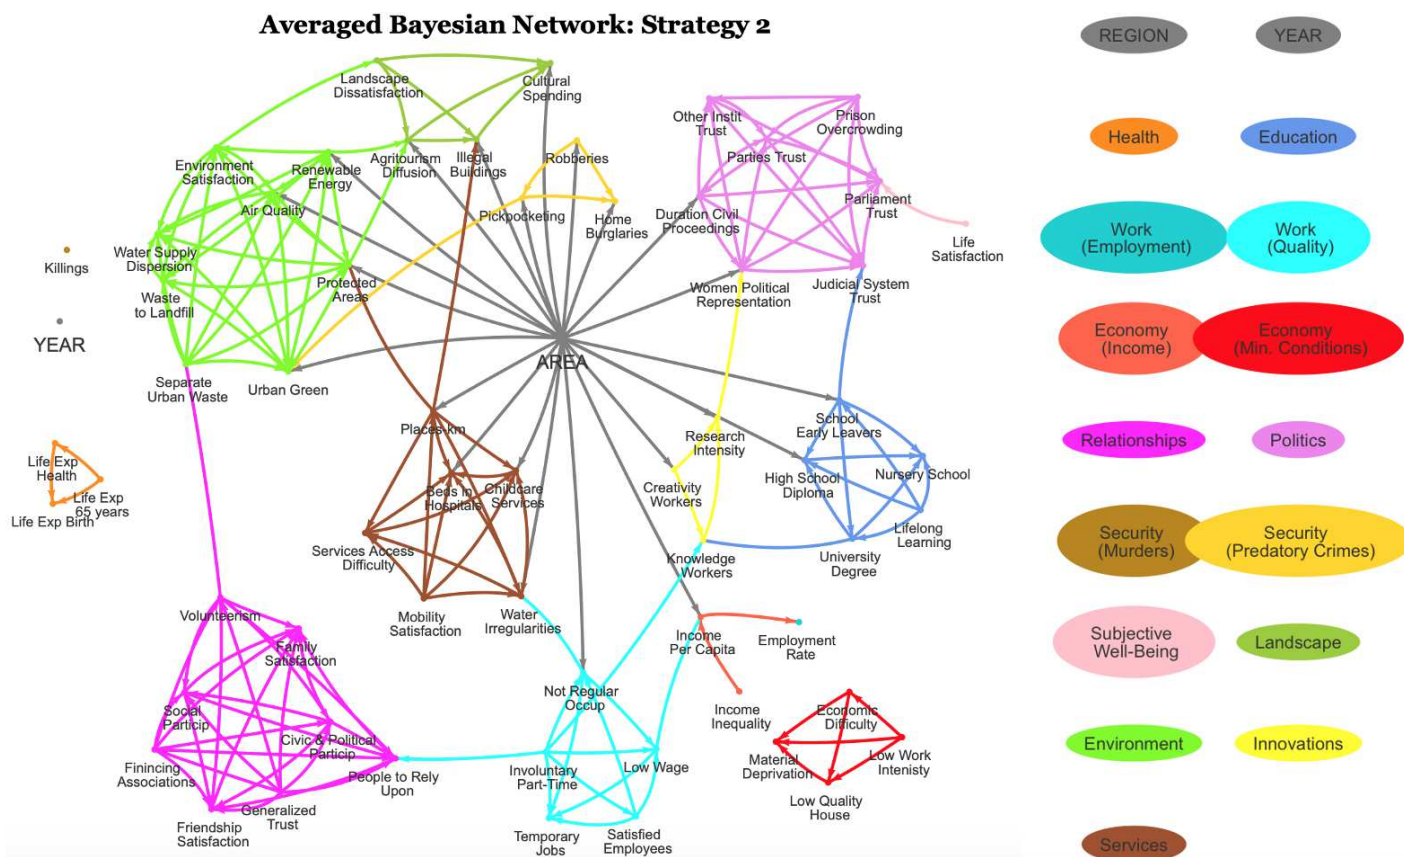 Averaged Bayesian Network: Strategy 2
Landscape
Dissatisfaction
Cultural
Spending
Other Instit
Trust
Prison
Overcrowding
Environment
Satisfaction
Renewable
Energy
Agritourism
Diffusion
Illegal
Buildings
Robberies
Parties Trust
Air Quality
Pickpocketing
Home
Burglaries
Duration Civil
Proceedings
Parliament
Trust
Life
Satisfaction
Killings
Water Supply
Dispersion
Waste
to Landfill
Protected
Areas
Women Political
Representation
Judicial System
Trust
YEAR
AREA
Separate
Urban Waste
Urban Green
Places-km
School
Early Leavers
Research
Intensity
Life Exp
Health
Life Exp
65 years
Life Exp Birth
Beds in
Hospitals
Childcare
Services
Creativity
Workers
High School
Diploma
Nursery School
Lifelong
Learning
Services Access
Difficulty
Knowledge
Workers
University
Degree
Mobility
Satisfaction
Water
Irregularities
Volunteerism
Family
Satisfaction
Income
Per Capita
Employment
Rate
Not Regular
Occup
Income
Inequality
Economic
Difficulty
Social
Particip
Civic & Political
Particip
Finincing
Associations
People to Rely
Upon
Involuntary
Part-Time
Low Wage
Material
Deprivation
Low Work
Intenisty
Low Quality
House
Friendship
Satisfaction
Generalized
Trust
Temporary
Jobs
Satisfied
Employees
REGION
YEAR
Health
Education
Work
(Employment)
Work
(Quality)
Economy
(Income)
Economy
(Min. Conditions)
Relationships
Politics
Security
(Murders)
Security
(Predatory Crimes)
Subjective
Well-Being
Landscape
Environment
Innovations
Services